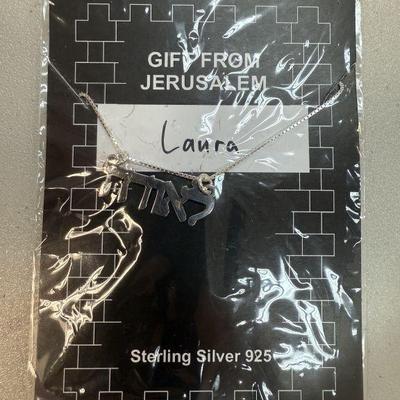 GIFT FROM
JERUSALEM
Laura
לאורה
Sterling Silver 925